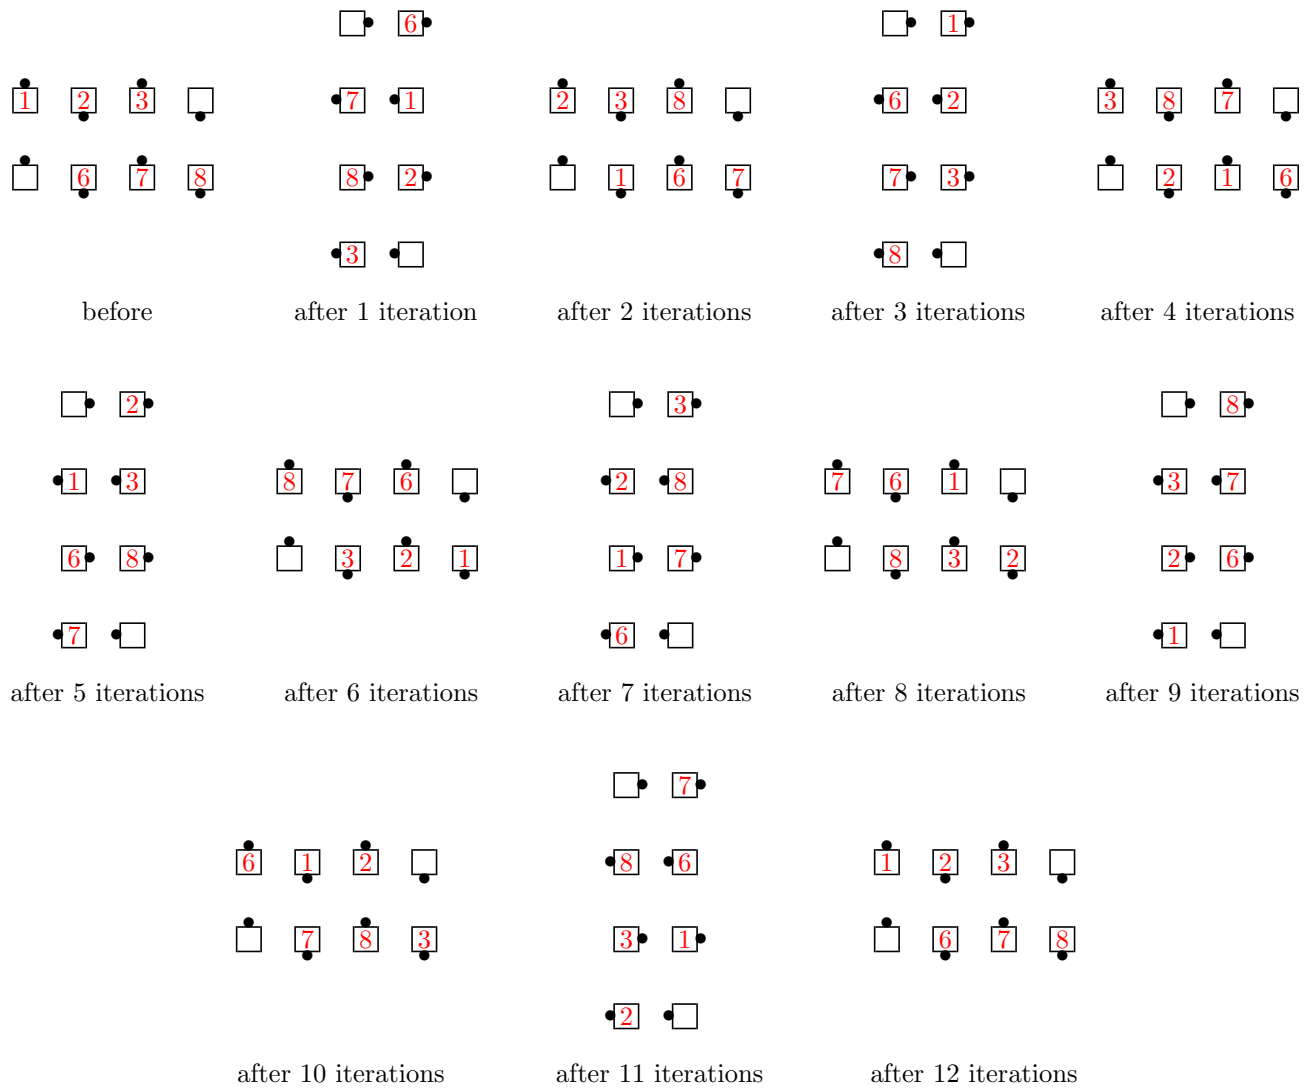 6
7 1
1 2 3 2 3 8 6 2 3 8 7
8 2 7 3
6 7 8 1 6 7 2 1 6
3 8
before after 1 iteration after 2 iterations after 3 iterations after 4 iterations
2 3 8
1 3 8 7 6 2 8 7 6 1 3 7
6 8 3 2 1 1 7 8 3 2 2 6
7 6 1
after 5 iterations after 6 iterations after 7 iterations after 8 iterations after 9 iterations
7
6 1 2 8 6 1 2 3
7 8 3 3 1 6 7 8
2
after 10 iterations after 11 iterations after 12 iterations